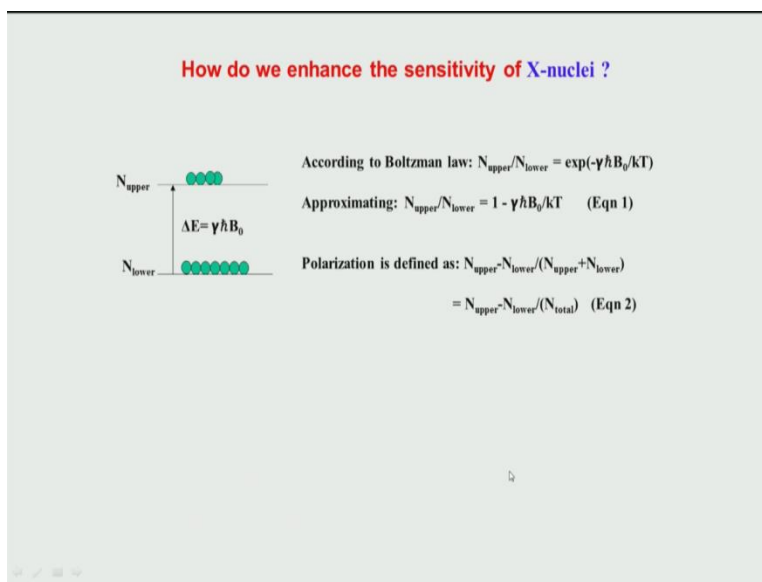 How do we enhance the sensitivity of X-nuclei ?
According to Boltzman law: Nupper/Nlower = exp(-γℏB0/kT)
Nupper
Approximating: Nupper/Nlower = 1 - γℏB0/kT (Eqn 1)
ΔE= γℏB0
Nlower
Polarization is defined as: Nupper-Nlower/(Nupper+Nlower)
= Nupper-Nlower/(Ntotal) (Eqn 2)